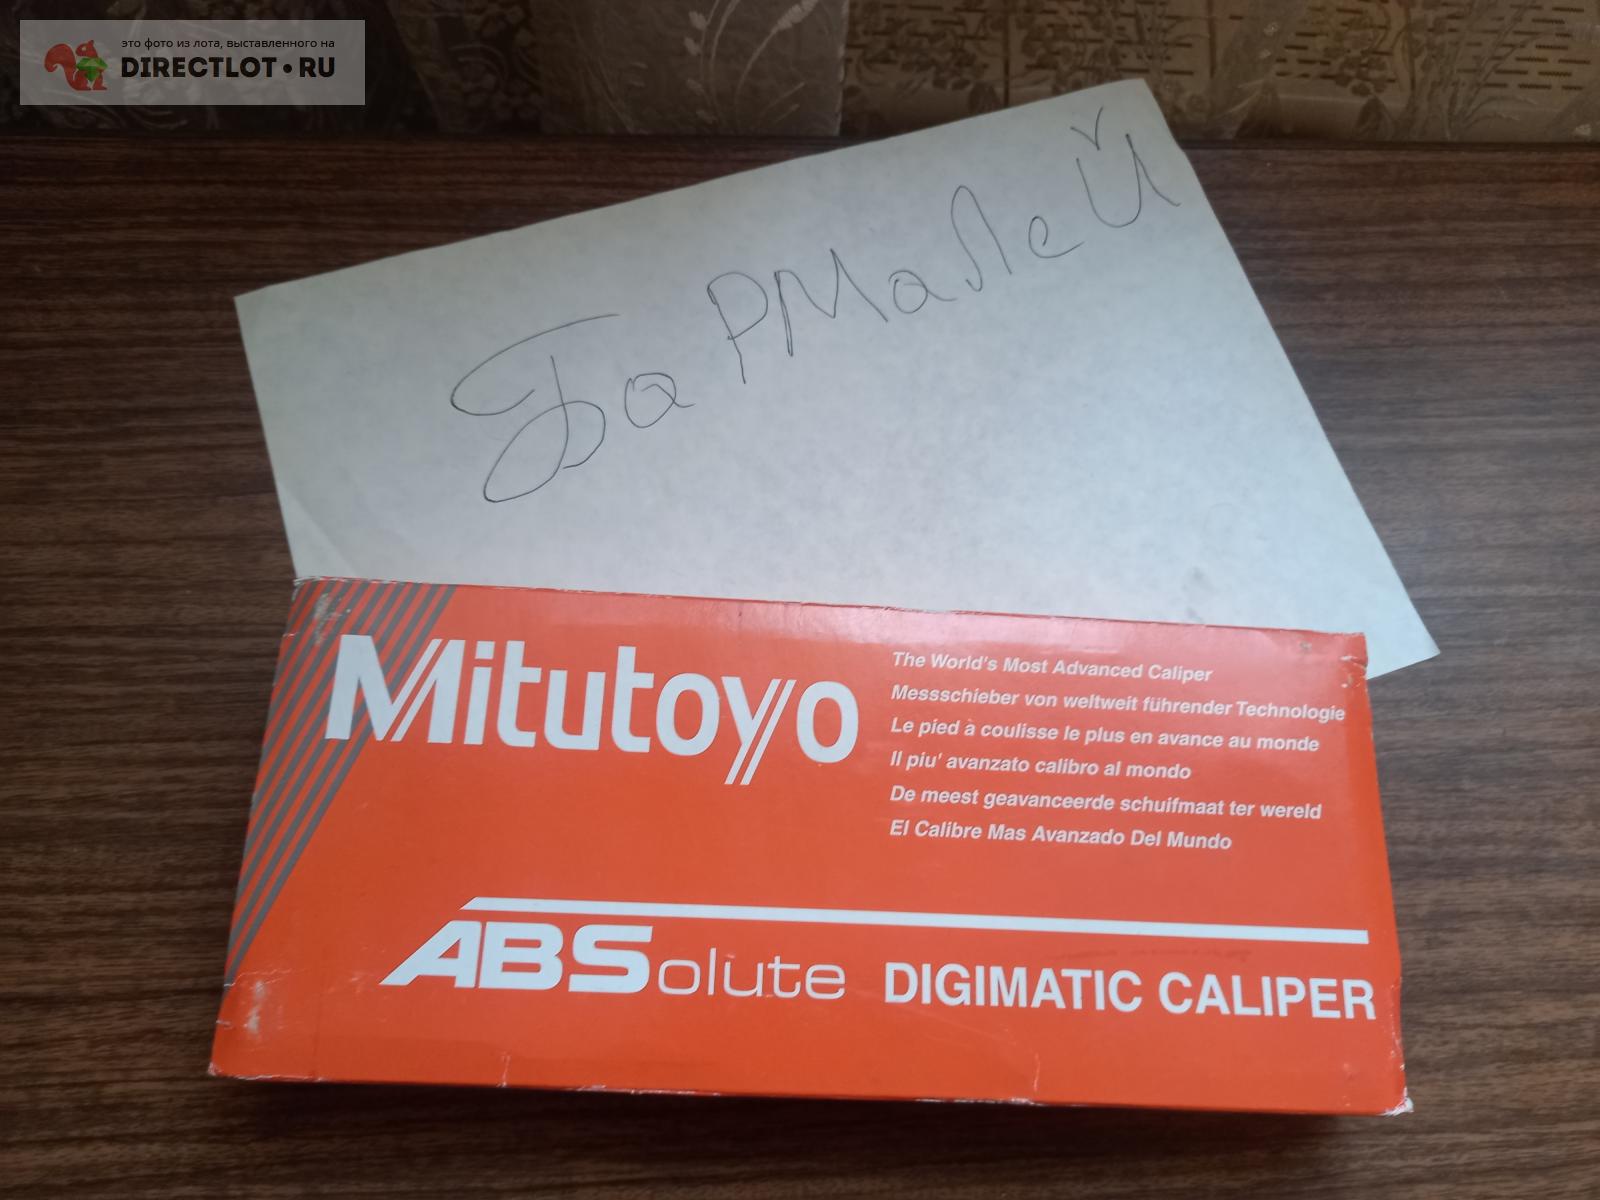 это фото из лота, выставленного на
DIRECTLOT•RU
БаРМалей
Mitutoyo
The World's Most Advanced Caliper
Messschieber von weltweit führender Technologie
Le pied à coulisse le plus en avance au monde
Il piu' avanzato calibro al mondo
De meest geavanceerde schuifmaat ter wereld
El Calibre Mas Avanzado Del Mundo
ABSolute DIGIMATIC CALIPER